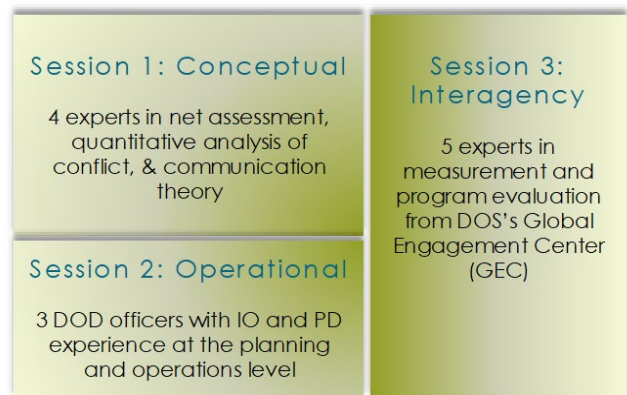 Session 1: Conceptual
4 experts in net assessment,
quantitative analysis of
conflict, & communication
theory
Session 2: Operational
3 DOD officers with IO and PD
experience at the planning
and operations level
Session 3:
Interagency
5 experts in
measurement and
program evaluation
from DOS's Global
Engagement Center
(GEC)